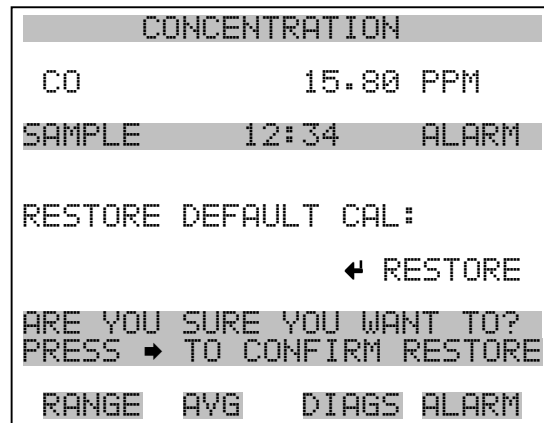 CONCENTRATION
CO 15.80 PPM
SAMPLE 12:34 ALARM
RESTORE DEFAULT CAL:
↵ RESTORE
ARE YOU SURE YOU WANT TO?
PRESS ➡ TO CONFIRM RESTORE
RANGE AVG DIAGS ALARM